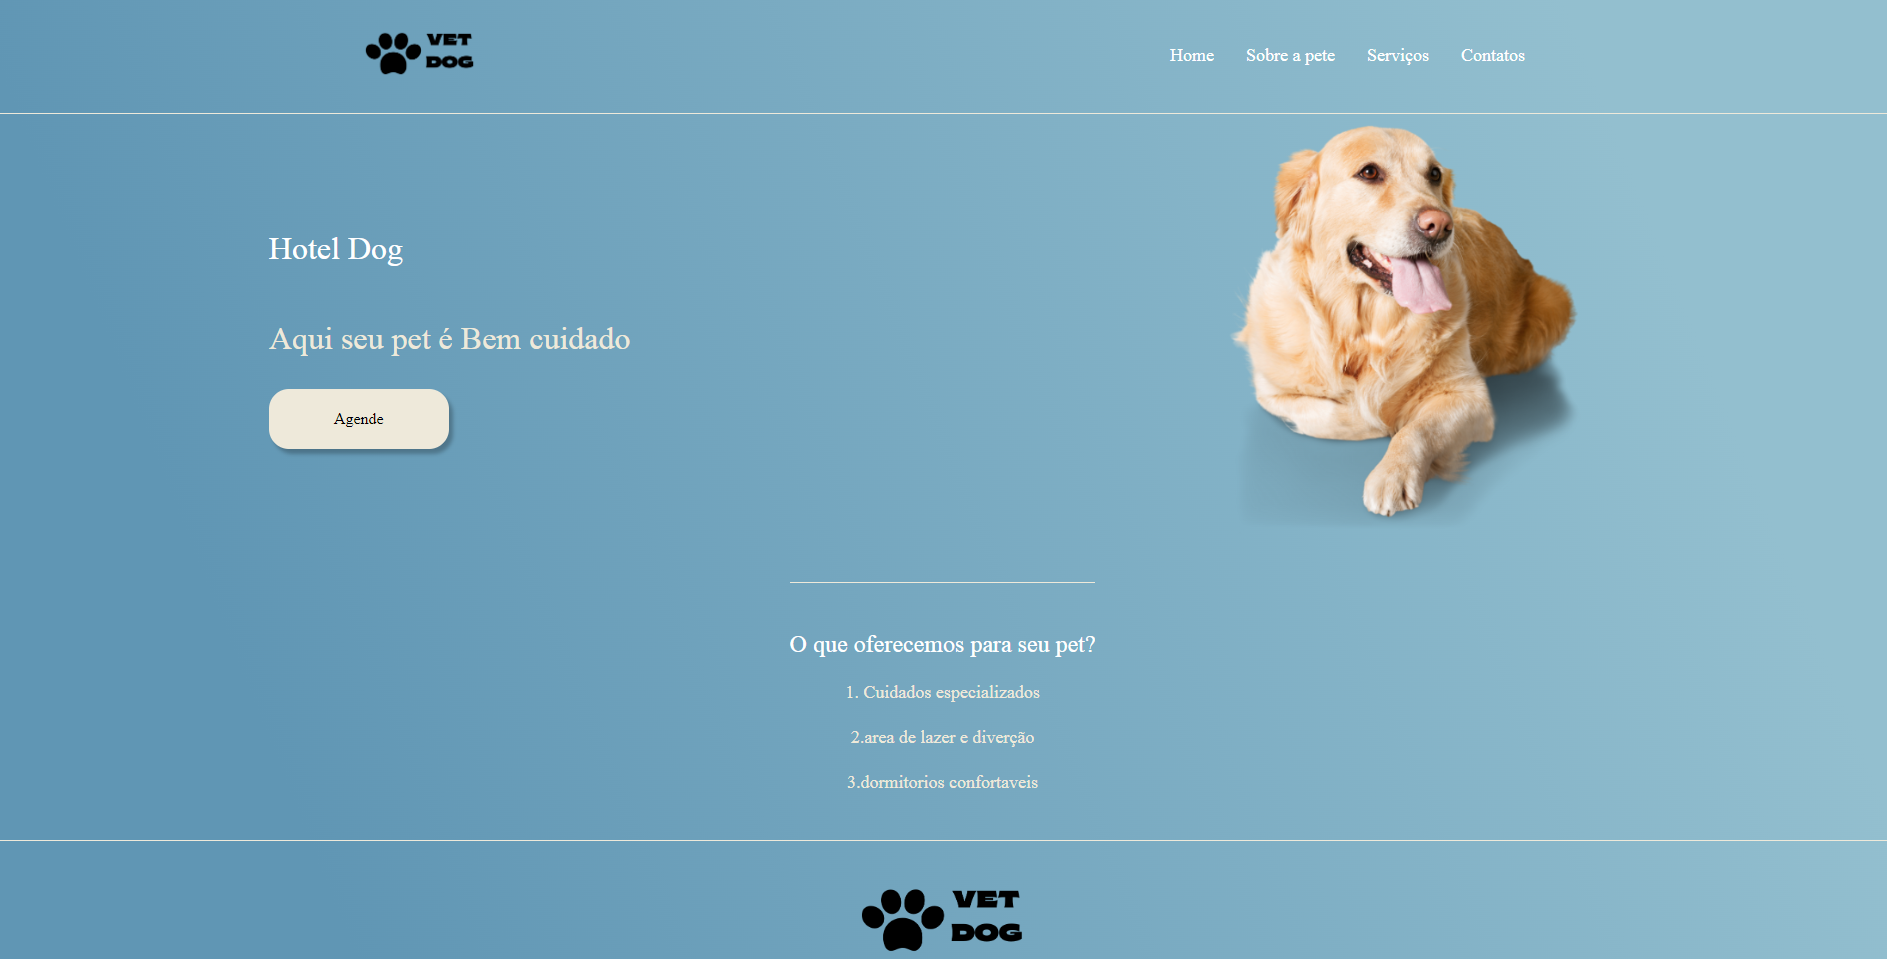 VET
DOG
Home
Sobre a pete
Serviços
Contatos
Hotel Dog
Aqui seu pet é Bem cuidado
Agende
O que oferecemos para seu pet?
1. Cuidados especializados
2.area de lazer e diverção
3.dormitorios confortaveis
VET
DOG